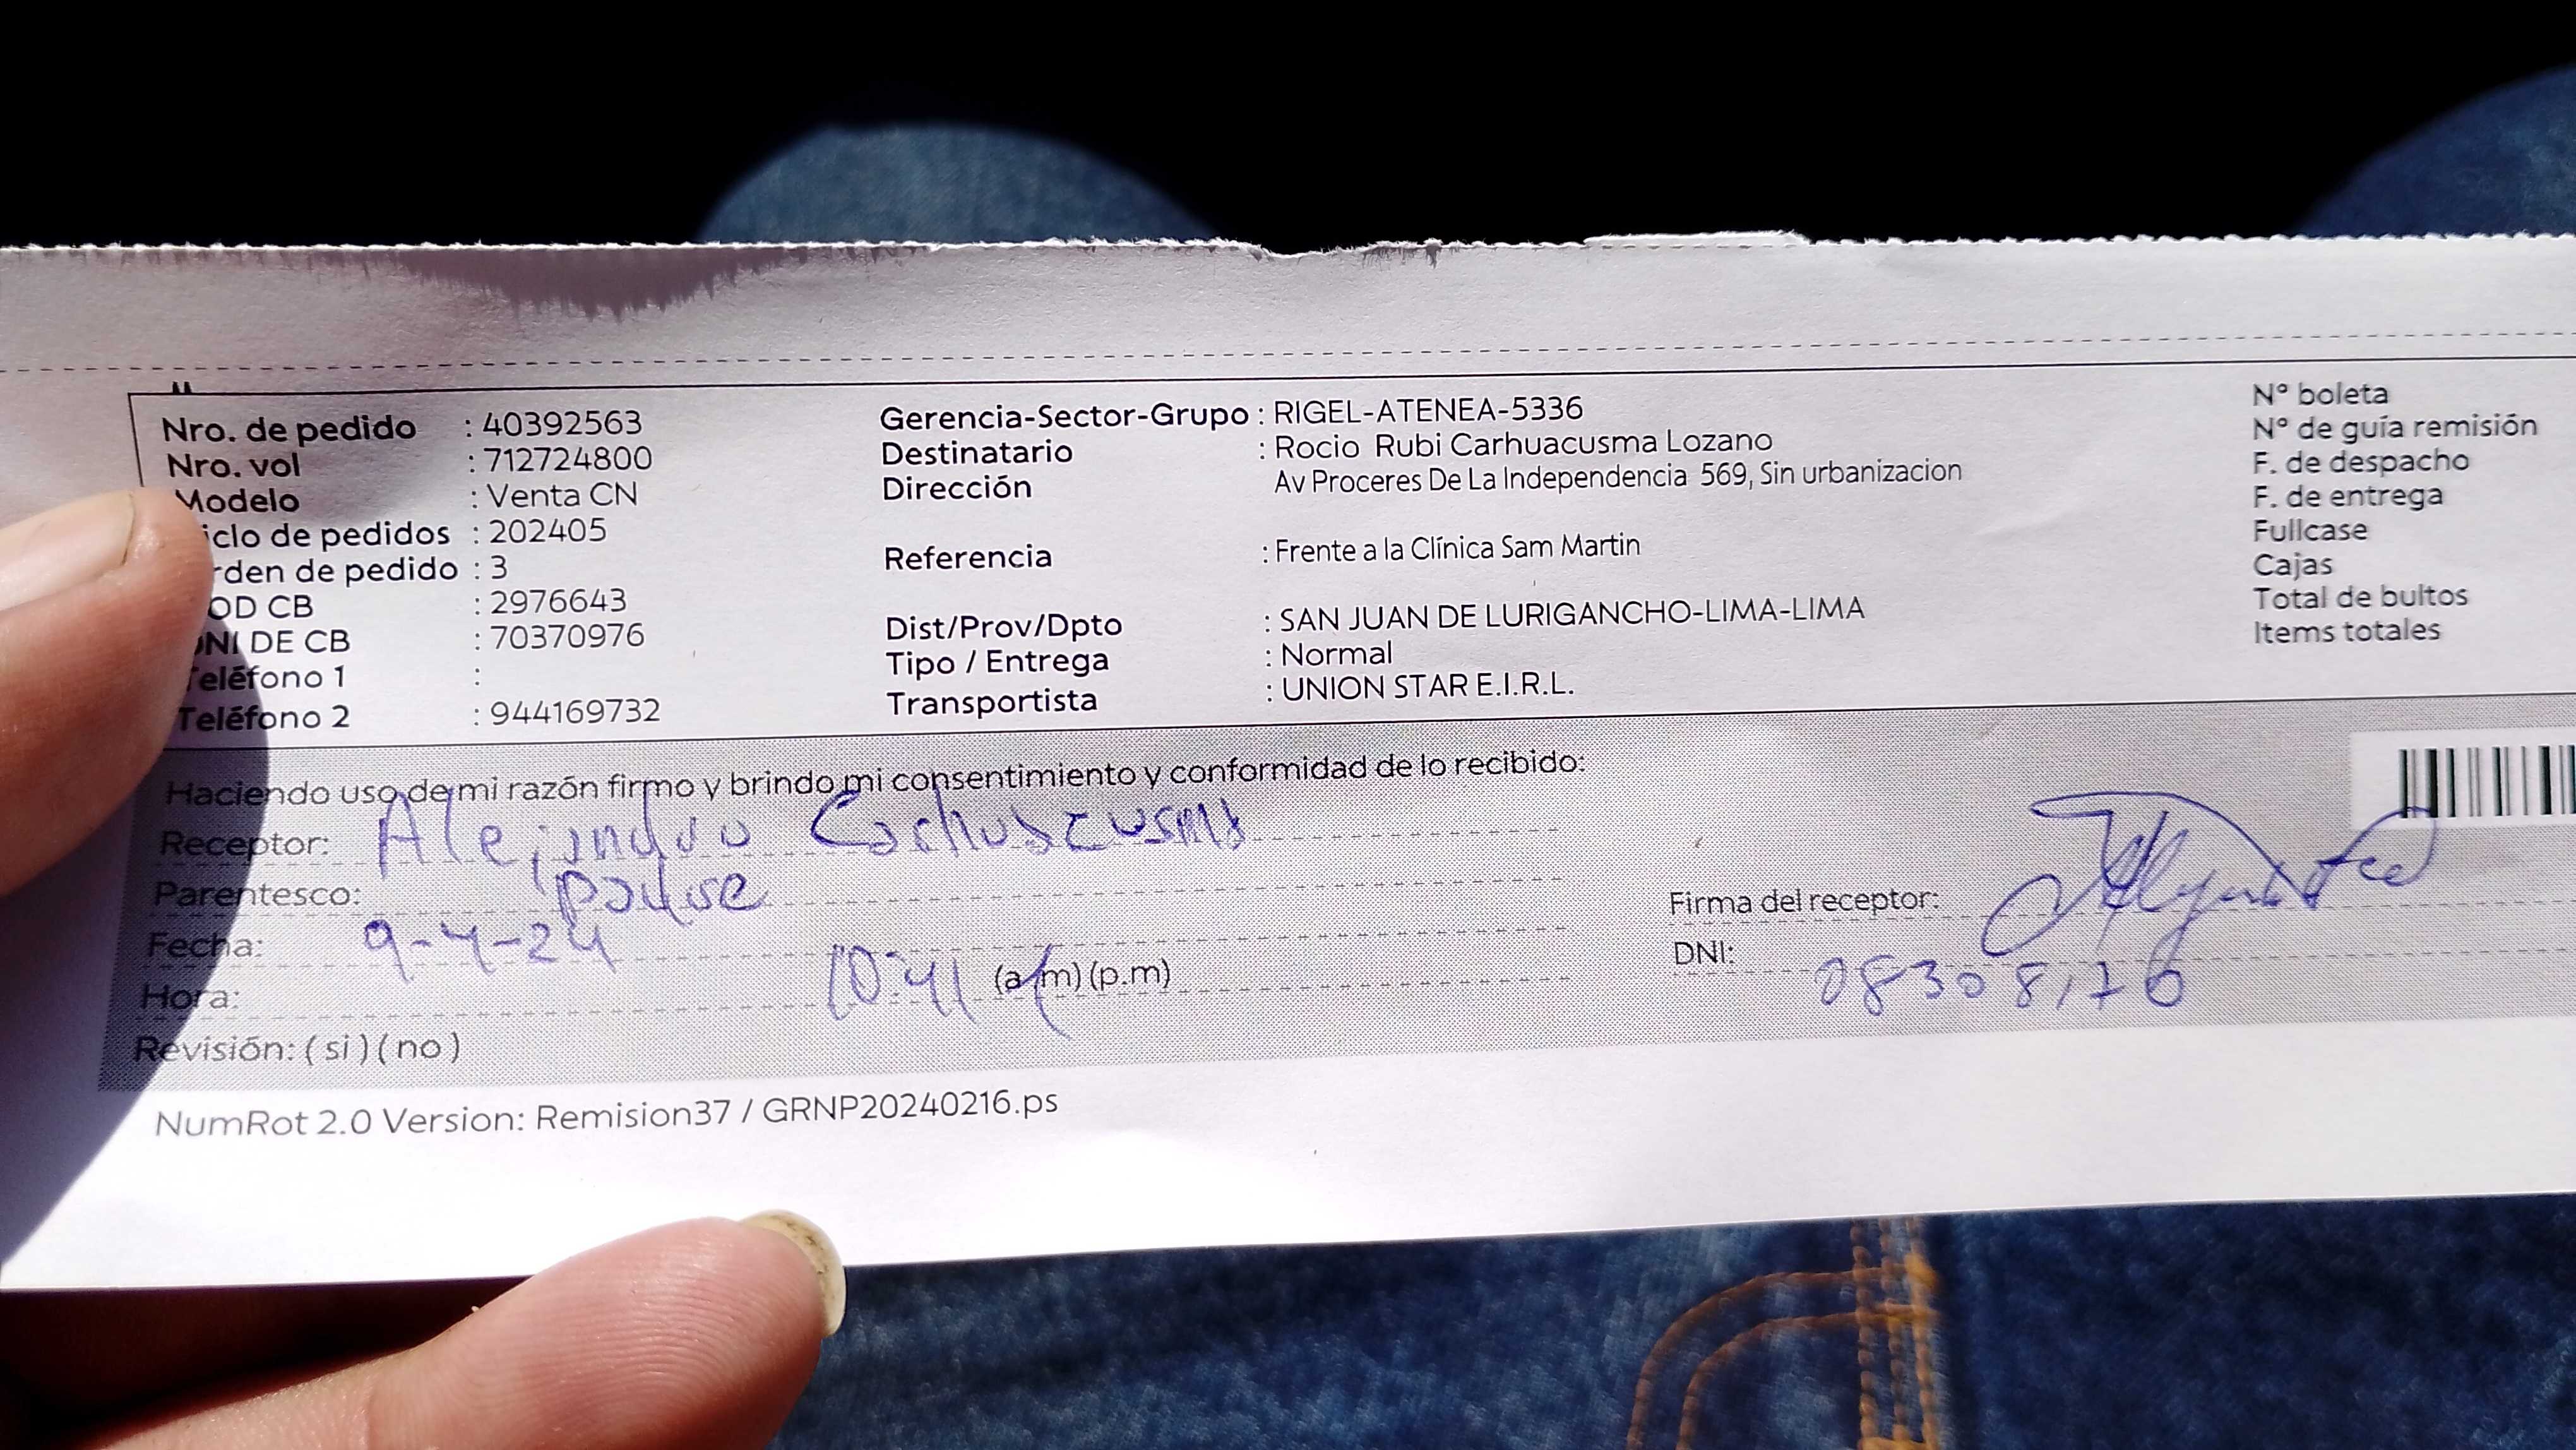 Nro. de pedido : 40392563
Nro. vol : 712724800
Modelo : Venta CN
iclo de pedidos : 202405
rden de pedido : 3
OD CB : 2976643
DNI DE CB : 70370976
Teléfono 1 :
Teléfono 2 : 944169732
Gerencia-Sector-Grupo : RIGEL-ATENEA-5336
Destinatario : Rocio Rubi Carhuacusma Lozano
Dirección Av Proceres De La Independencia 569, Sin urbanizacion
Referencia : Frente a la Clínica Sam Martin
Dist/Prov/Dpto : SAN JUAN DE LURIGANCHO-LIMA-LIMA
Tipo / Entrega : Normal
Transportista : UNION STAR E.I.R.L.
N° boleta
N° de guía remisión
F. de despacho
F. de entrega
Fullcase
Cajas
Total de bultos
Items totales
Haciendo uso de mi razón firmo y brindo mi consentimiento y conformidad de lo recibido:
Receptor: Alejandro Carhuacusma
Parentesco: padre
Fecha: 9-4-24
Hora: 10:41 (a.m) (p.m)
Revisión: ( si ) ( no )
Firma del receptor:
DNI: 08308176
NumRot 2.0 Version: Remision37 / GRNP20240216.ps